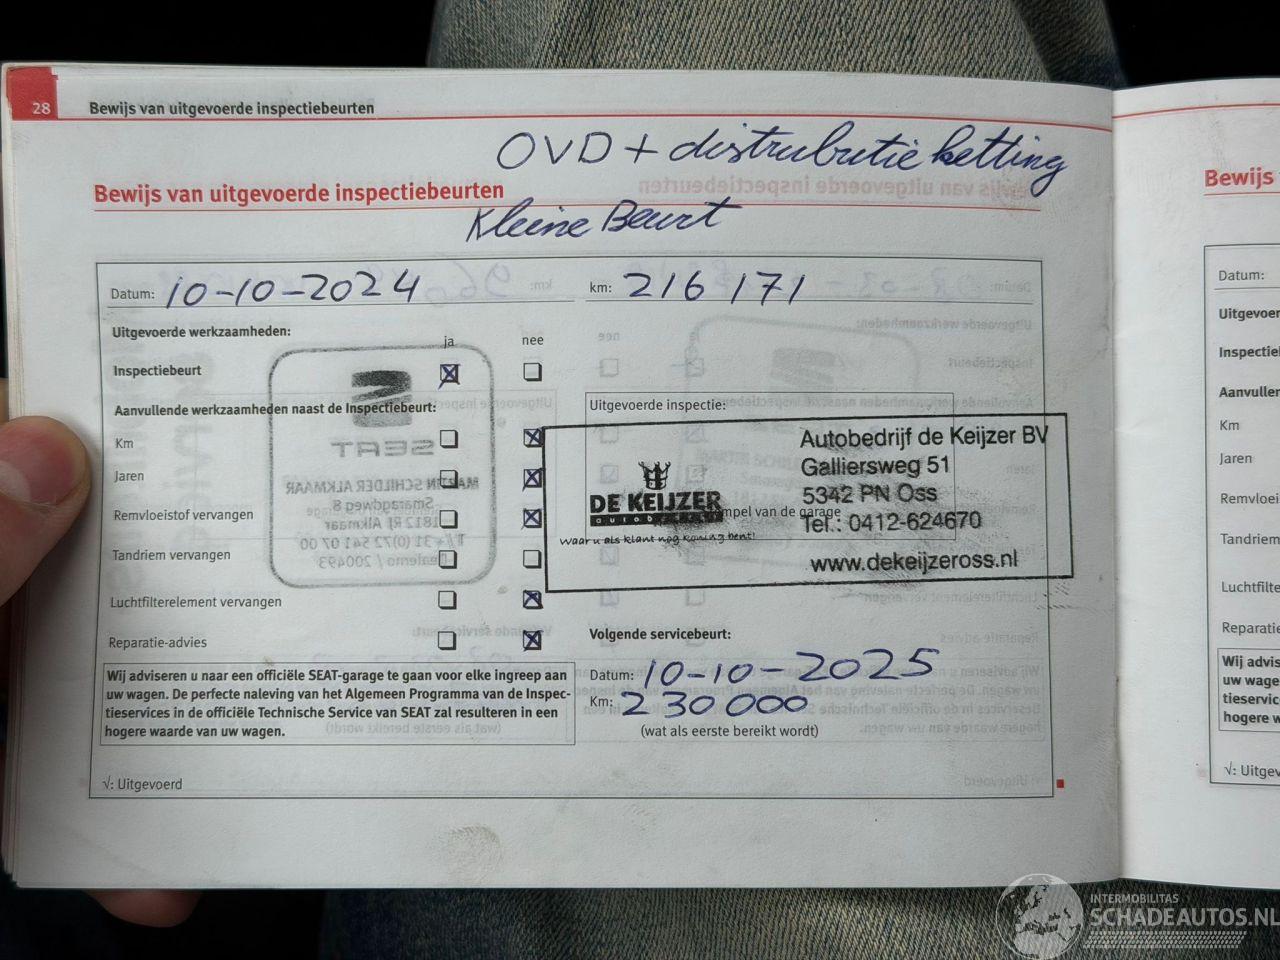 28 Bewijs van uitgevoerde inspectiebeurten
OVD + distributie ketting
Bewijs van uitgevoerde inspectiebeurten
Kleine Beurt
Datum: 10-10-2024 km: 216 171
Uitgevoerde werkzaamheden:
ja nee
Inspectiebeurt
Aanvullende werkzaamheden naast de Inspectiebeurt:
Km
Jaren
Remvloeistof vervangen
Tandriem vervangen
Luchtfilterelement vervangen
Reparatie-advies
Uitgevoerde inspectie:
Autobedrijf de Keijzer BV
Galliersweg 51
5342 PN Oss
Tel.: 0412-624670
www.dekeijzeross.nl
DE KEIJZER
Waar u als klant nog koning bent!
mpel van de garage
Volgende servicebeurt:
Datum: 10-10-2025
Km: 230 000
(wat als eerste bereikt wordt)
Wij adviseren u naar een officiële SEAT-garage te gaan voor elke ingreep aan
uw wagen. De perfecte naleving van het Algemeen Programma van de Inspec-
tieservices in de officiële Technische Service van SEAT zal resulteren in een
hogere waarde van uw wagen.
√: Uitgevoerd
Bewijs
Datum:
Uitgevoer
Inspectie
Aanvullen
Km
Jaren
Remvloei
Tandriem
Luchtfilte
Reparatie
Wij advis
uw wage
tieservic
hogere w
√: Uitgev
INTERMOBILITAS
SCHADEAUTOS.NL